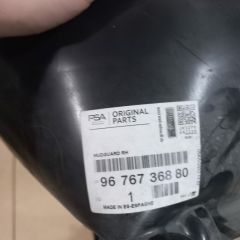 PSA
ORIGINAL
PARTS
MUDGUARD RH
96 767 368 80
1
MADE IN ES-ESPAGNE